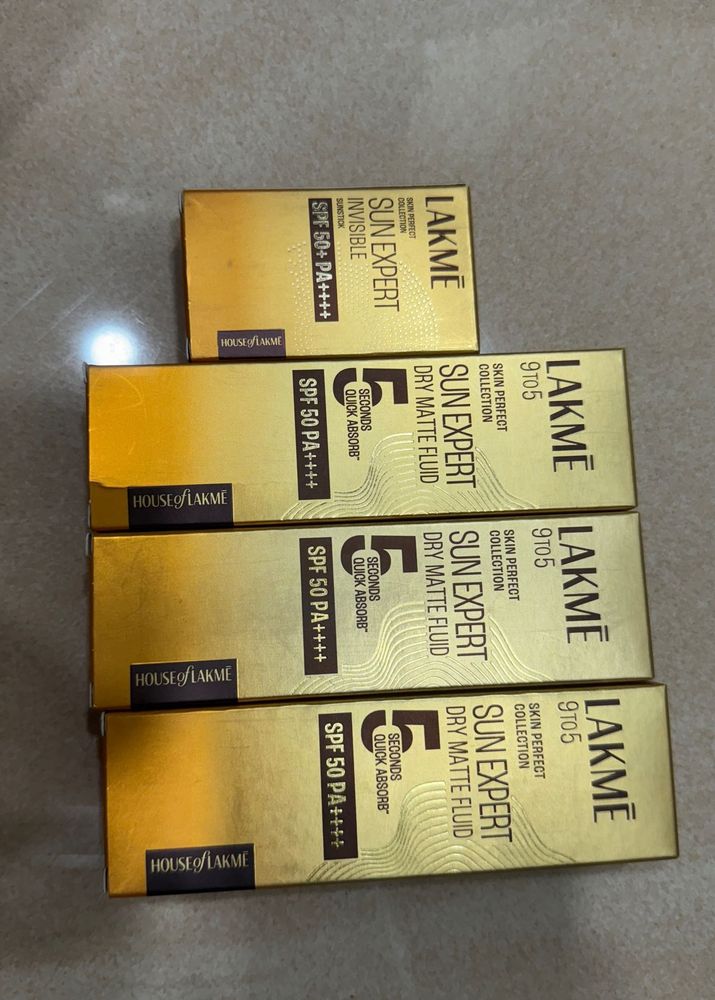 LAKMĒ
SKIN PERFECT
COLLECTION
SUN EXPERT
INVISIBLE
SUNSTICK
SPF 50+ PA++++
HOUSE of LAKMĒ
LAKMĒ
9TO5
SKIN PERFECT
COLLECTION
SUN EXPERT
DRY MATTE FLUID
5
SECONDS
QUICK ABSORB™
SPF 50 PA++++
HOUSE of LAKMĒ
LAKMĒ
9TO5
SKIN PERFECT
COLLECTION
SUN EXPERT
DRY MATTE FLUID
5
SECONDS
QUICK ABSORB™
SPF 50 PA++++
HOUSE of LAKMĒ
LAKMĒ
9TO5
SKIN PERFECT
COLLECTION
SUN EXPERT
DRY MATTE FLUID
5
SECONDS
QUICK ABSORB™
SPF 50 PA++++
HOUSE of LAKMĒ